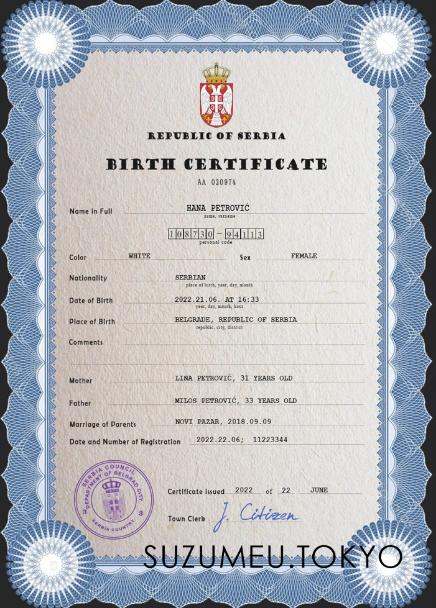 REPUBLIC OF SERBIA
BIRTH CERTIFICATE
AA 020974
Name in Full HANA PETROVIĆ
name, surname
108730-94113
personal code
Color WHITE Sex FEMALE
Nationality SERBIAN
place of birth, year, day, month
Date of Birth 2022.21.06. AT 16:33
year, day, month, hour
Place of Birth BELGRADE, REPUBLIC OF SERBIA
republic, city, district
Comments
Mother LINA PETROVIĆ, 31 YEARS OLD
Father MILOS PETROVIĆ, 33 YEARS OLD
Marriage of Parents NOVI PAZAR, 2018.09.09
Date and Number of Registration 2022.22.06; 11223344
SERBIA COUNCIL
DEPARTMENT OF BELGRAD CITY
SERBIA COUNTRY
Certificate issued 2022 of 22 JUNE
Town Clerk J. Citizen
SUZUMEU.TOKYO